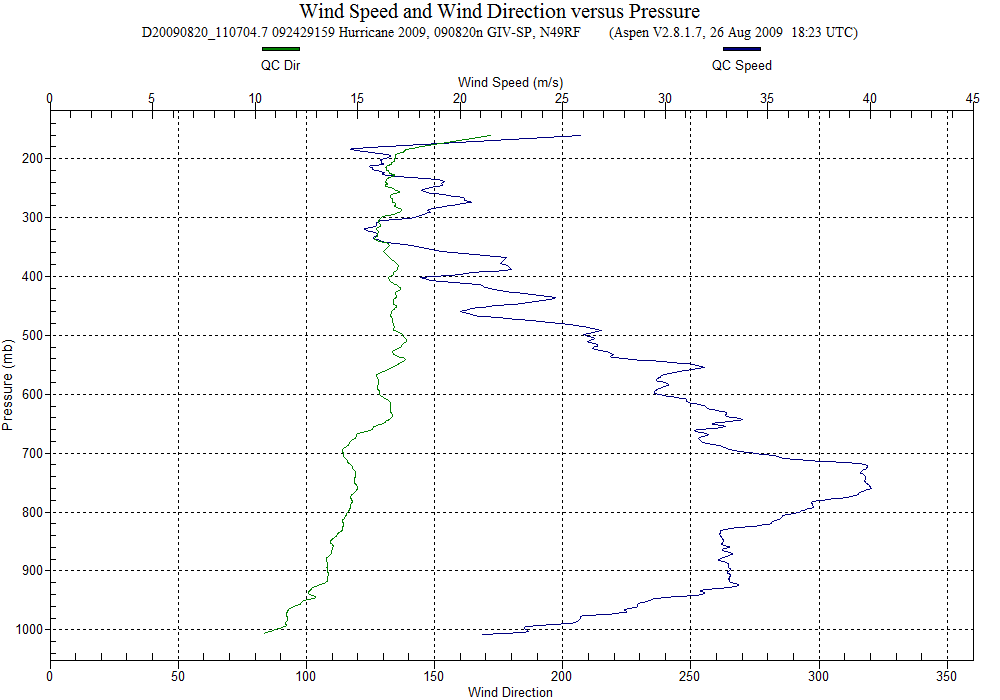 Wind Speed and Wind Direction versus Pressure
D20090820_110704.7 092429159 Hurricane 2009, 090820n GIV-SP, N49RF (Aspen V2.8.1.7, 26 Aug 2009 18:23 UTC)
QC Dir QC Speed
Wind Speed (m/s)
0 5 10 15 20 25 30 35 40 45
Pressure (mb)
200
300
400
500
600
700
800
900
1000
0 50 100 150 200 250 300 350
Wind Direction